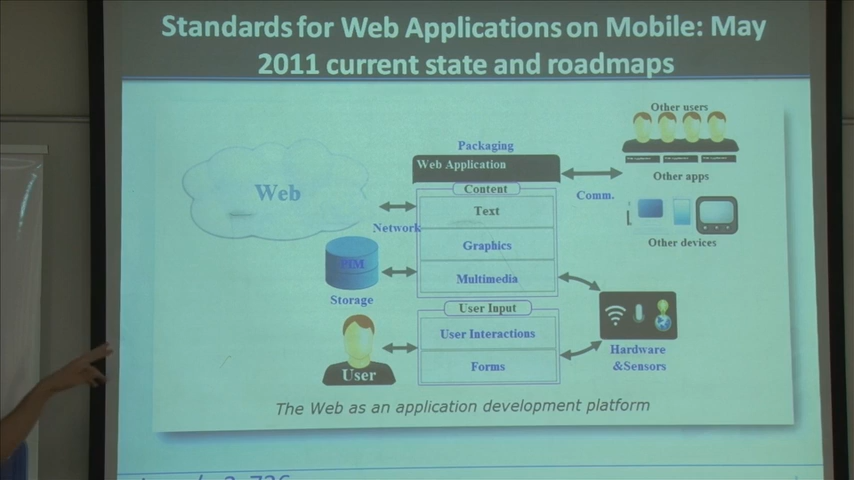 Standards for Web Applications on Mobile: May
2011 current state and roadmaps
Other users
Packaging
Web Application
Other apps
Content
Web
Comm.
Text
Network
Other devices
Graphics
PIM
Multimedia
Storage
User Input
User Interactions
Hardware
&Sensors
Forms
User
The Web as an application development platform